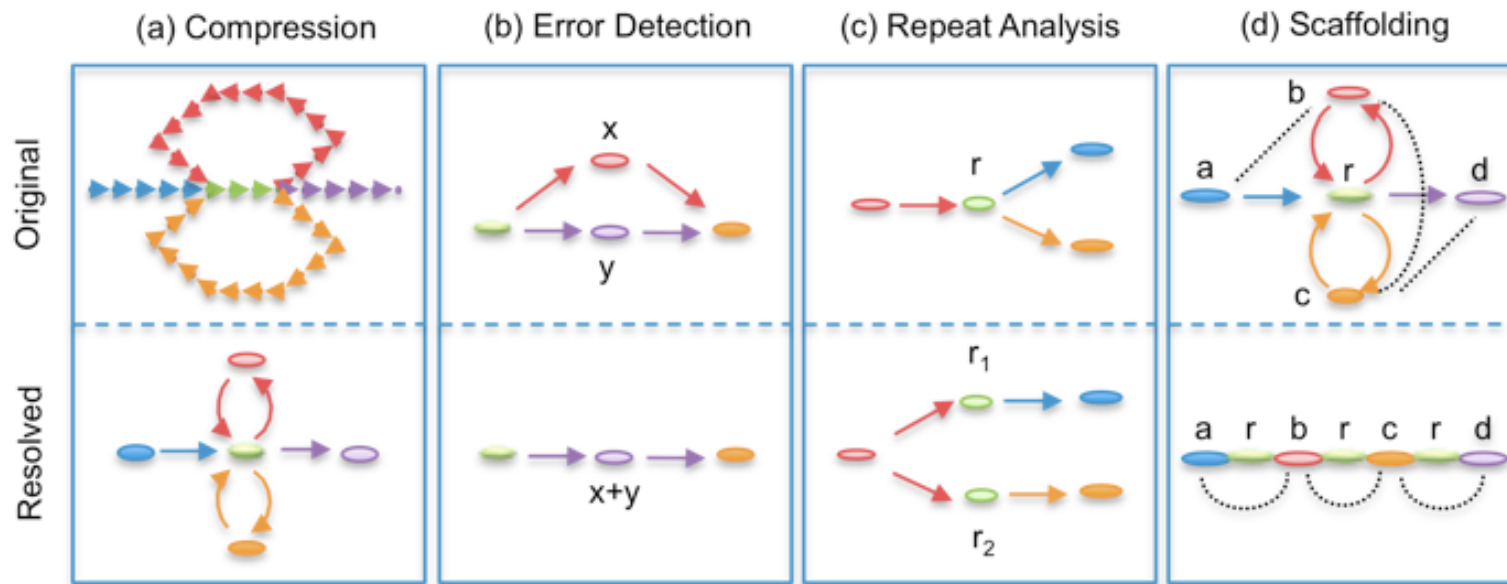 (a) Compression (b) Error Detection (c) Repeat Analysis (d) Scaffolding
Original
x
y
r
b
a r d
c
Resolved
x+y
r1
r2
a r b r c r d